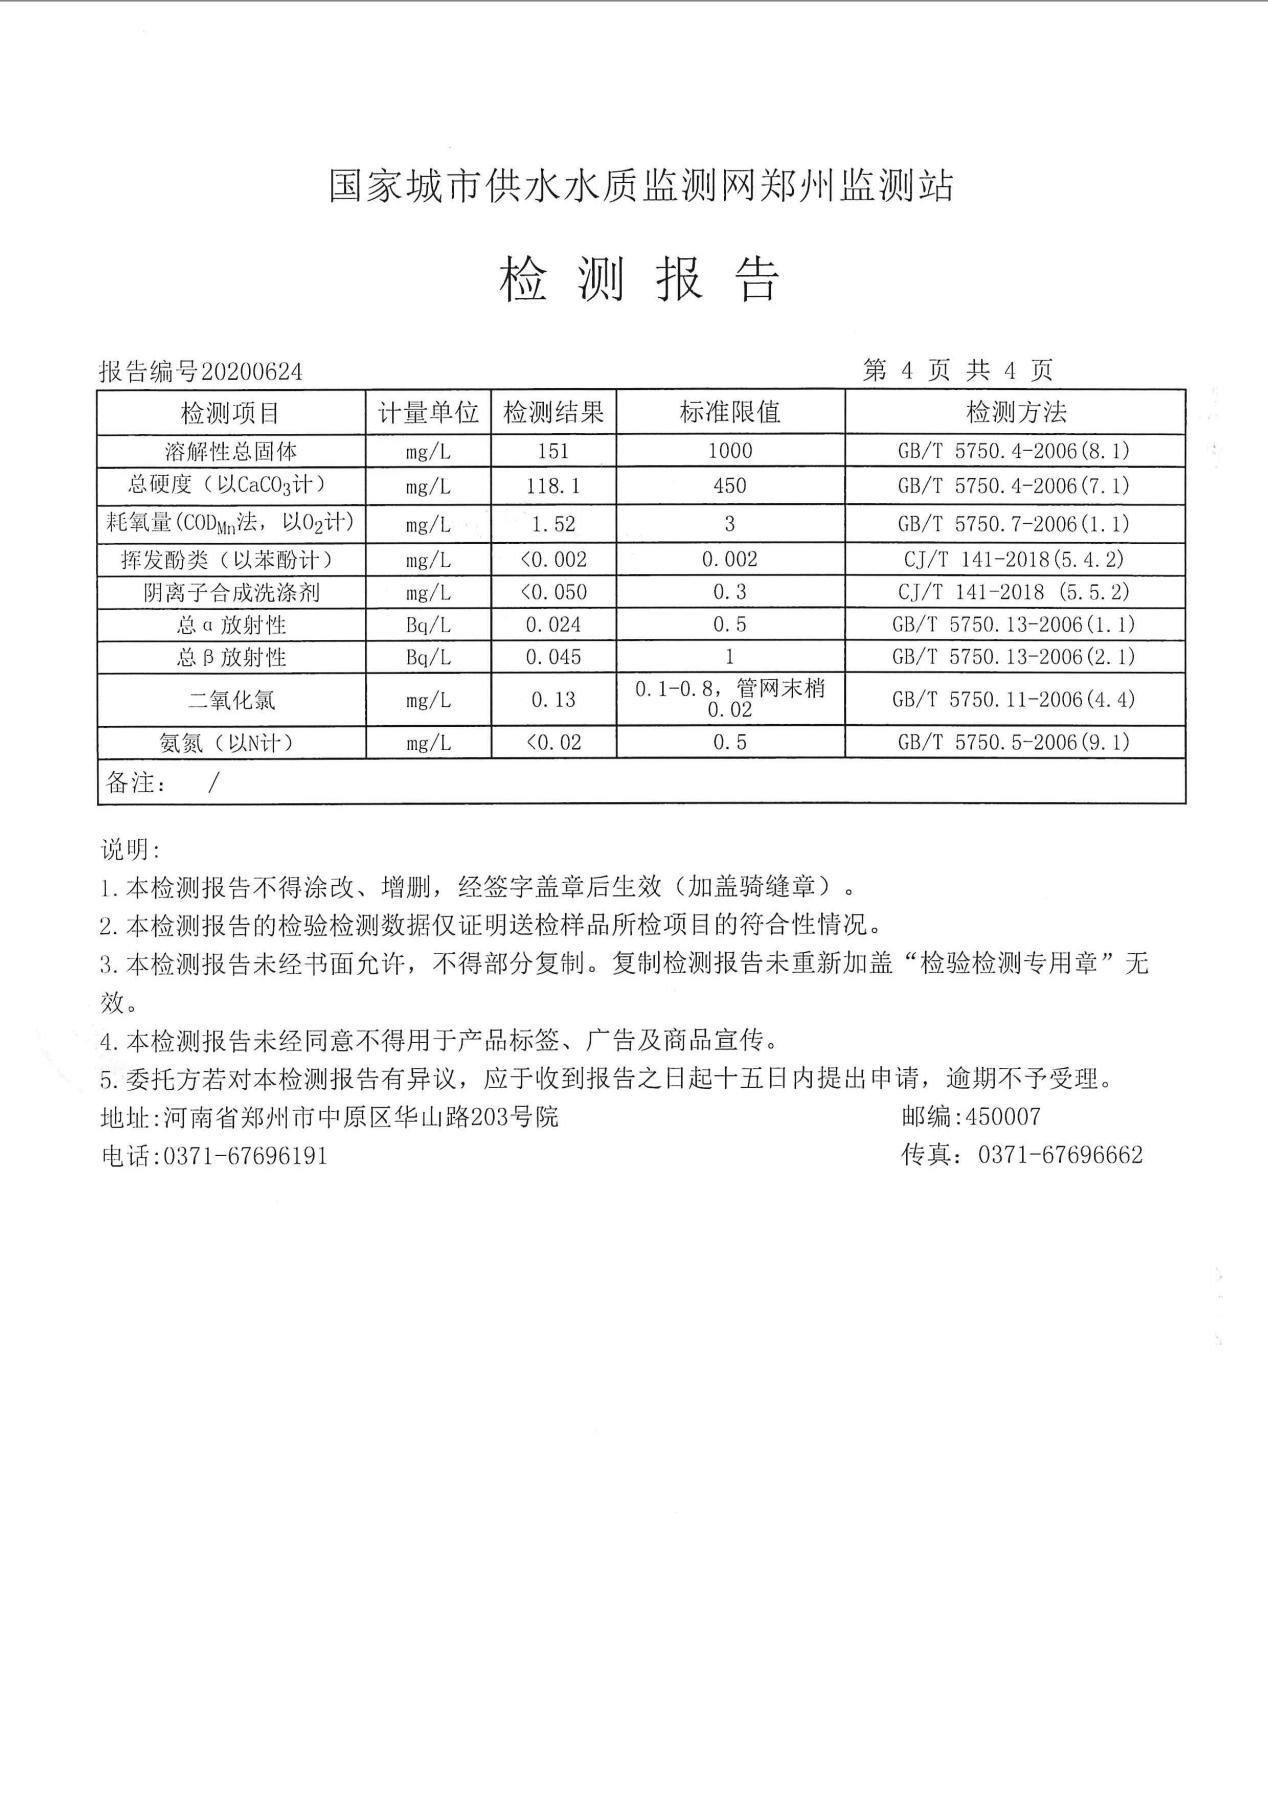 国家城市供水水质监测网郑州监测站
检测报告
报告编号20200624 第 4 页 共 4 页
检测项目 计量单位 检测结果 标准限值 检测方法
溶解性总固体 mg/L 151 1000 GB/T 5750.4-2006(8.1)
总硬度（以CaCO₃计） mg/L 118.1 450 GB/T 5750.4-2006(7.1)
耗氧量(COD_Mn法，以O₂计) mg/L 1.52 3 GB/T 5750.7-2006(1.1)
挥发酚类（以苯酚计） mg/L <0.002 0.002 CJ/T 141-2018(5.4.2)
阴离子合成洗涤剂 mg/L <0.050 0.3 CJ/T 141-2018 (5.5.2)
总α放射性 Bq/L 0.024 0.5 GB/T 5750.13-2006(1.1)
总β放射性 Bq/L 0.045 1 GB/T 5750.13-2006(2.1)
二氧化氯 mg/L 0.13 0.1-0.8，管网末梢 0.02 GB/T 5750.11-2006(4.4)
氨氮（以N计） mg/L <0.02 0.5 GB/T 5750.5-2006(9.1)
备注： /
说明:
1.本检测报告不得涂改、增删，经签字盖章后生效（加盖骑缝章）。
2.本检测报告的检验检测数据仅证明送检样品所检项目的符合性情况。
3.本检测报告未经书面允许，不得部分复制。复制检测报告未重新加盖“检验检测专用章”无
效。
4.本检测报告未经同意不得用于产品标签、广告及商品宣传。
5.委托方若对本检测报告有异议，应于收到报告之日起十五日内提出申请，逾期不予受理。
地址:河南省郑州市中原区华山路203号院 邮编:450007
电话:0371-67696191 传真：0371-67696662